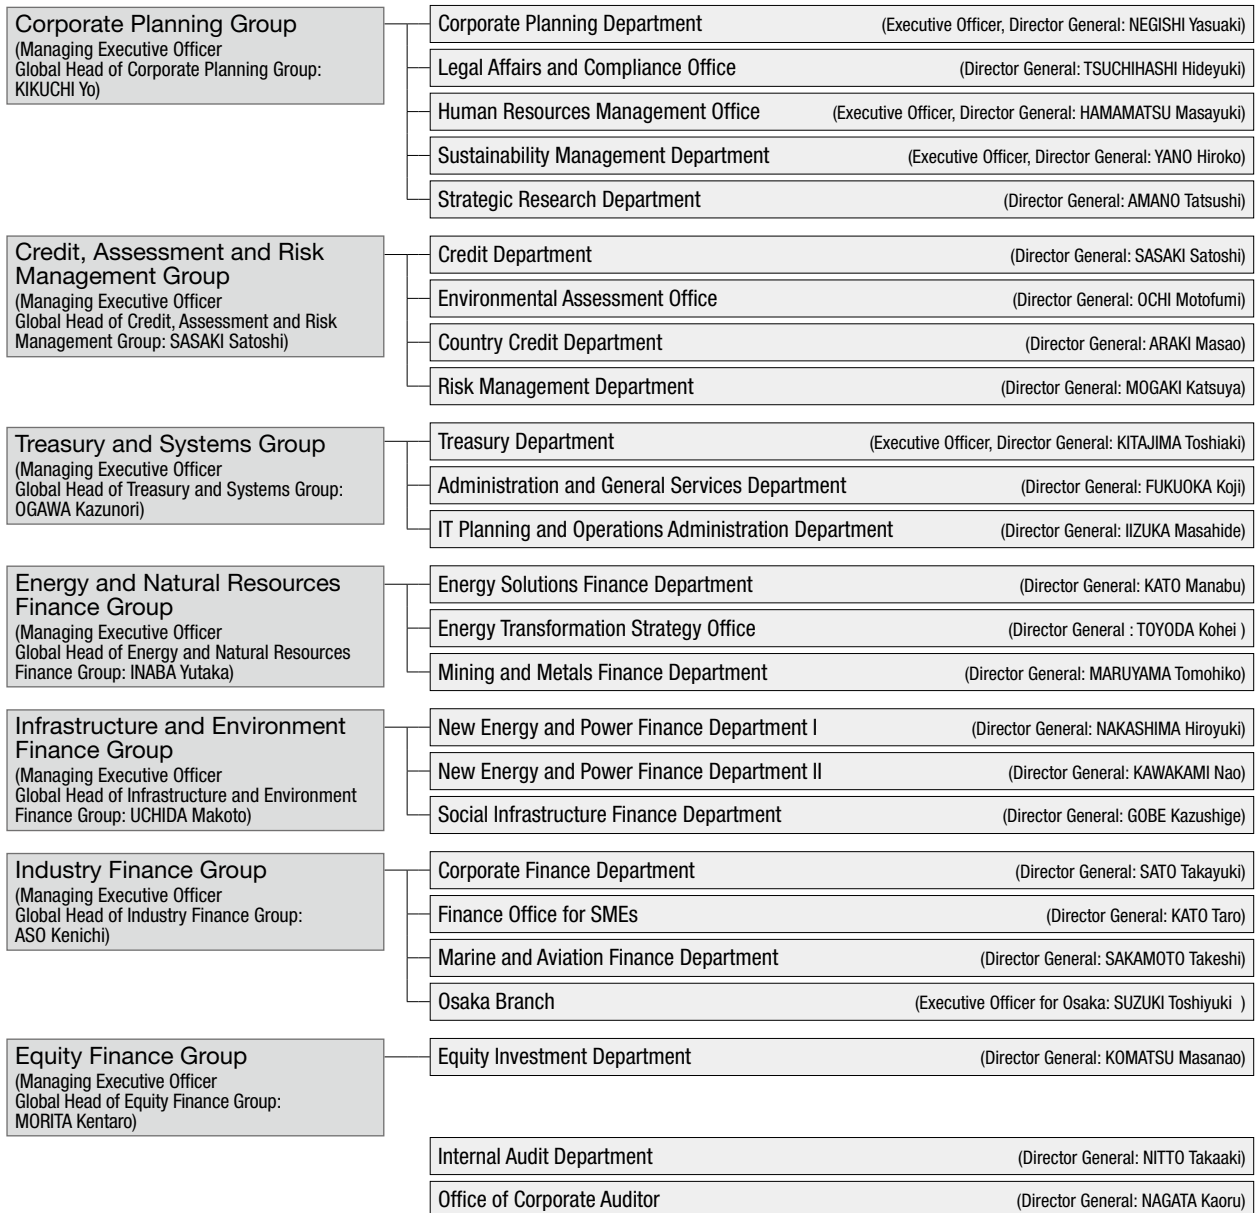 Corporate Planning Group
(Managing Executive Officer
Global Head of Corporate Planning Group:
KIKUCHI Yo)
Corporate Planning Department (Executive Officer, Director General: NEGISHI Yasuaki)
Legal Affairs and Compliance Office (Director General: TSUCHIHASHI Hideyuki)
Human Resources Management Office (Executive Officer, Director General: HAMAMATSU Masayuki)
Sustainability Management Department (Executive Officer, Director General: YANO Hiroko)
Strategic Research Department (Director General: AMANO Tatsushi)
Credit, Assessment and Risk
Management Group
(Managing Executive Officer
Global Head of Credit, Assessment and Risk
Management Group: SASAKI Satoshi)
Credit Department (Director General: SASAKI Satoshi)
Environmental Assessment Office (Director General: OCHI Motofumi)
Country Credit Department (Director General: ARAKI Masao)
Risk Management Department (Director General: MOGAKI Katsuya)
Treasury and Systems Group
(Managing Executive Officer
Global Head of Treasury and Systems Group:
OGAWA Kazunori)
Treasury Department (Executive Officer, Director General: KITAJIMA Toshiaki)
Administration and General Services Department (Director General: FUKUOKA Koji)
IT Planning and Operations Administration Department (Director General: IIZUKA Masahide)
Energy and Natural Resources
Finance Group
(Managing Executive Officer
Global Head of Energy and Natural Resources
Finance Group: INABA Yutaka)
Energy Solutions Finance Department (Director General: KATO Manabu)
Energy Transformation Strategy Office (Director General : TOYODA Kohei )
Mining and Metals Finance Department (Director General: MARUYAMA Tomohiko)
Infrastructure and Environment
Finance Group
(Managing Executive Officer
Global Head of Infrastructure and Environment
Finance Group: UCHIDA Makoto)
New Energy and Power Finance Department I (Director General: NAKASHIMA Hiroyuki)
New Energy and Power Finance Department II (Director General: KAWAKAMI Nao)
Social Infrastructure Finance Department (Director General: GOBE Kazushige)
Industry Finance Group
(Managing Executive Officer
Global Head of Industry Finance Group:
ASO Kenichi)
Corporate Finance Department (Director General: SATO Takayuki)
Finance Office for SMEs (Director General: KATO Taro)
Marine and Aviation Finance Department (Director General: SAKAMOTO Takeshi)
Osaka Branch (Executive Officer for Osaka: SUZUKI Toshiyuki )
Equity Finance Group
(Managing Executive Officer
Global Head of Equity Finance Group:
MORITA Kentaro)
Equity Investment Department (Director General: KOMATSU Masanao)
Internal Audit Department (Director General: NITTO Takaaki)
Office of Corporate Auditor (Director General: NAGATA Kaoru)